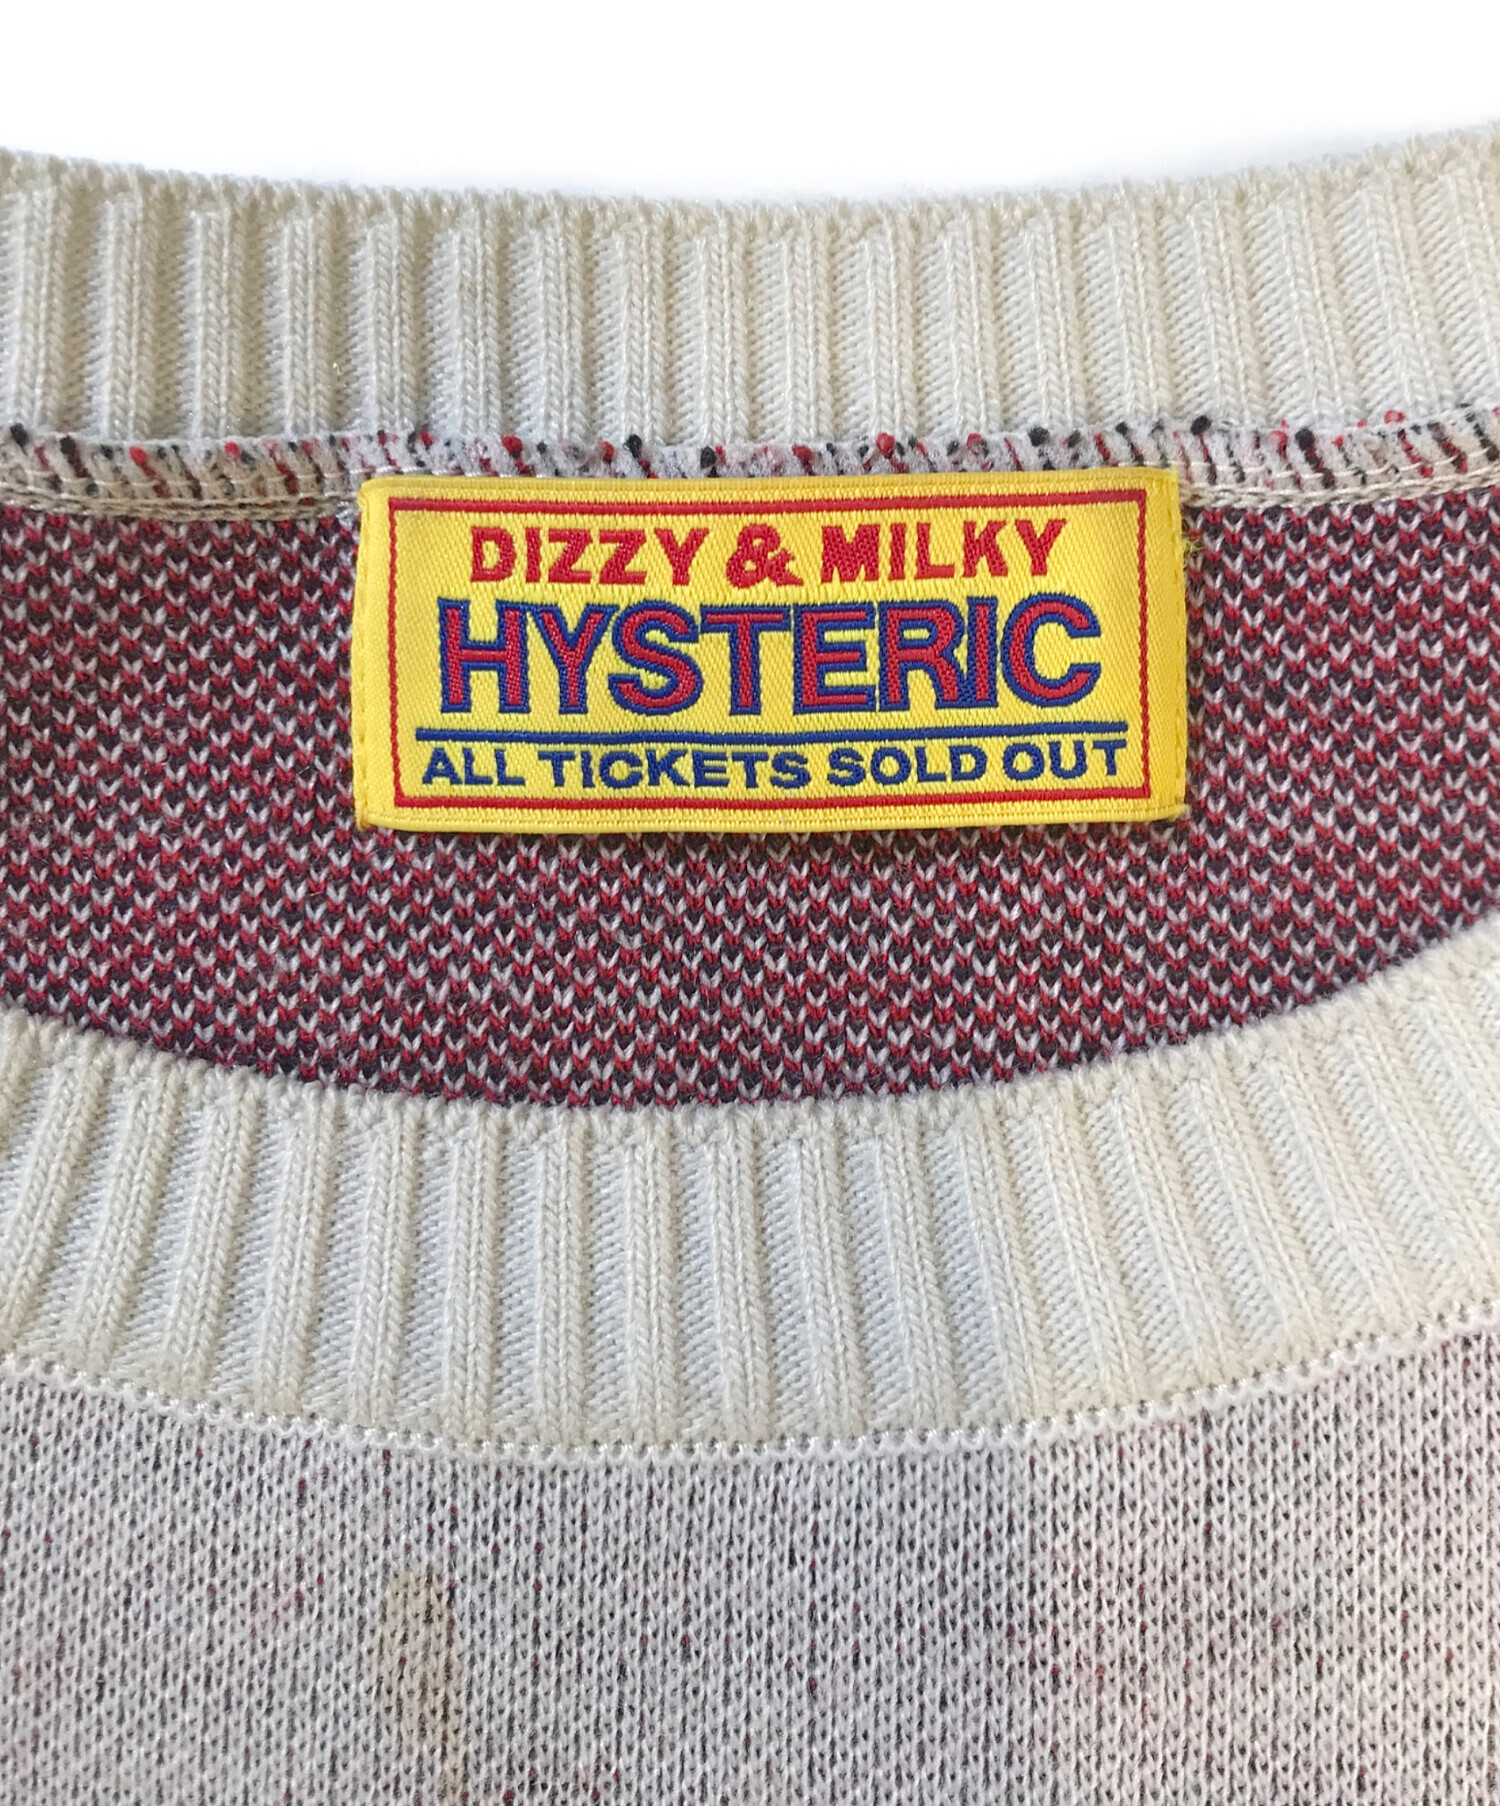 DIZZY & MILKY
HYSTERIC
ALL TICKETS SOLD OUT